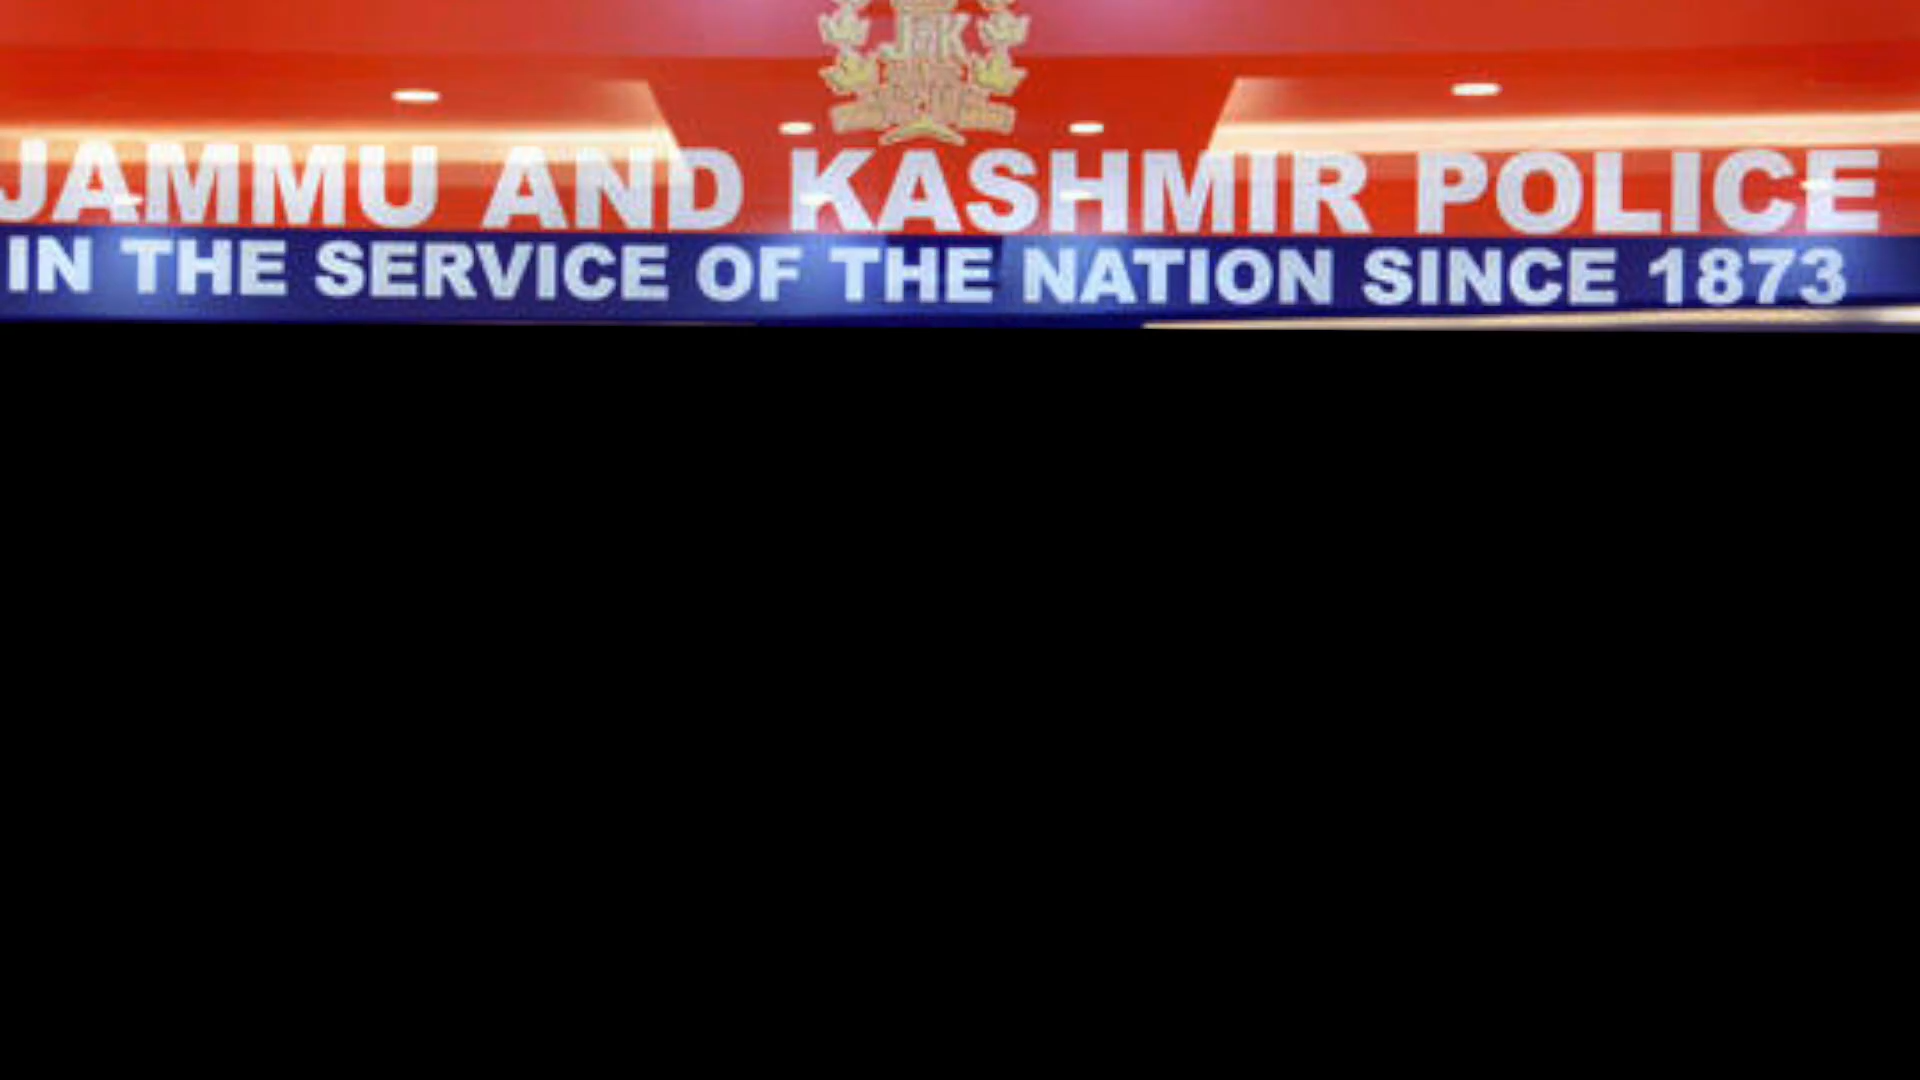 JAMMU AND KASHMIR POLICE
IN THE SERVICE OF THE NATION SINCE 1873